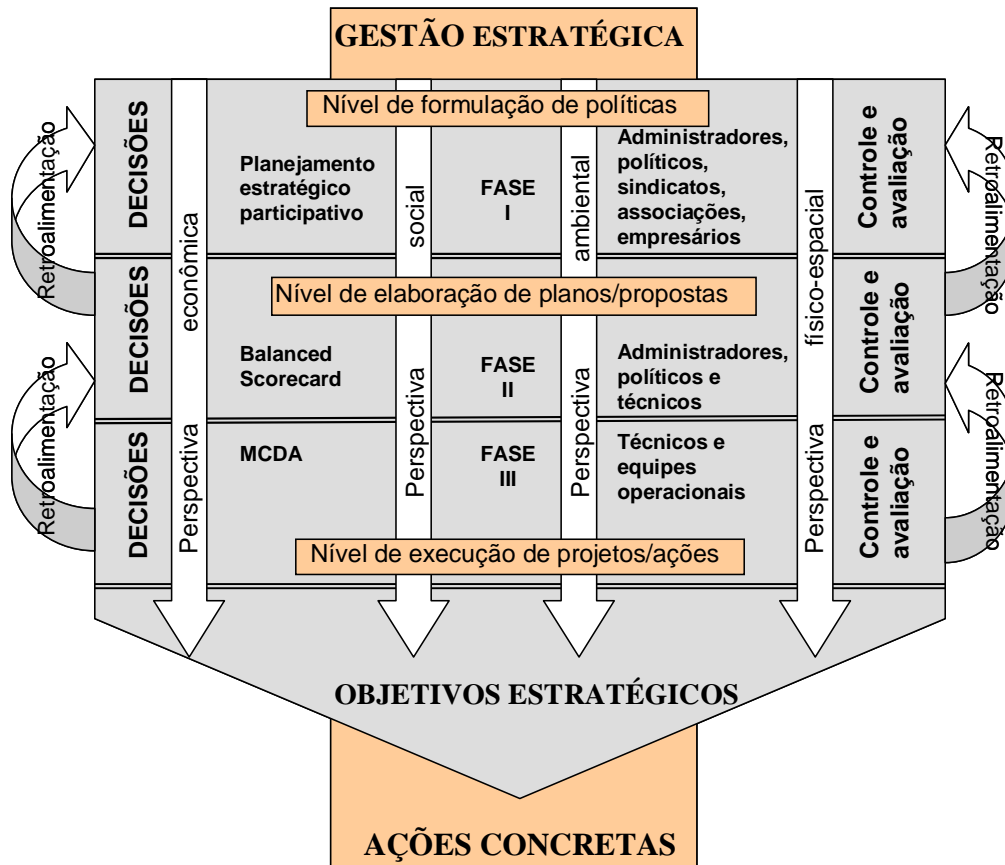 GESTÃO ESTRATÉGICA
Nível de formulação de políticas
Retroalimentação
DECISÕES
Planejamento
estratégico
participativo
FASE
I
Administradores,
políticos,
sindicatos,
associações,
empresários
Controle e
avaliação
Retroalimentação
Perspectiva econômica
Perspectiva social
Perspectiva ambiental
Perspectiva físico-espacial
Nível de elaboração de planos/propostas
DECISÕES
Balanced
Scorecard
FASE
II
Administradores,
políticos e
técnicos
Controle e
avaliação
Retroalimentação
DECISÕES
MCDA
FASE
III
Técnicos e
equipes
operacionais
Controle e
avaliação
Retroalimentação
Nível de execução de projetos/ações
OBJETIVOS ESTRATÉGICOS
AÇÕES CONCRETAS